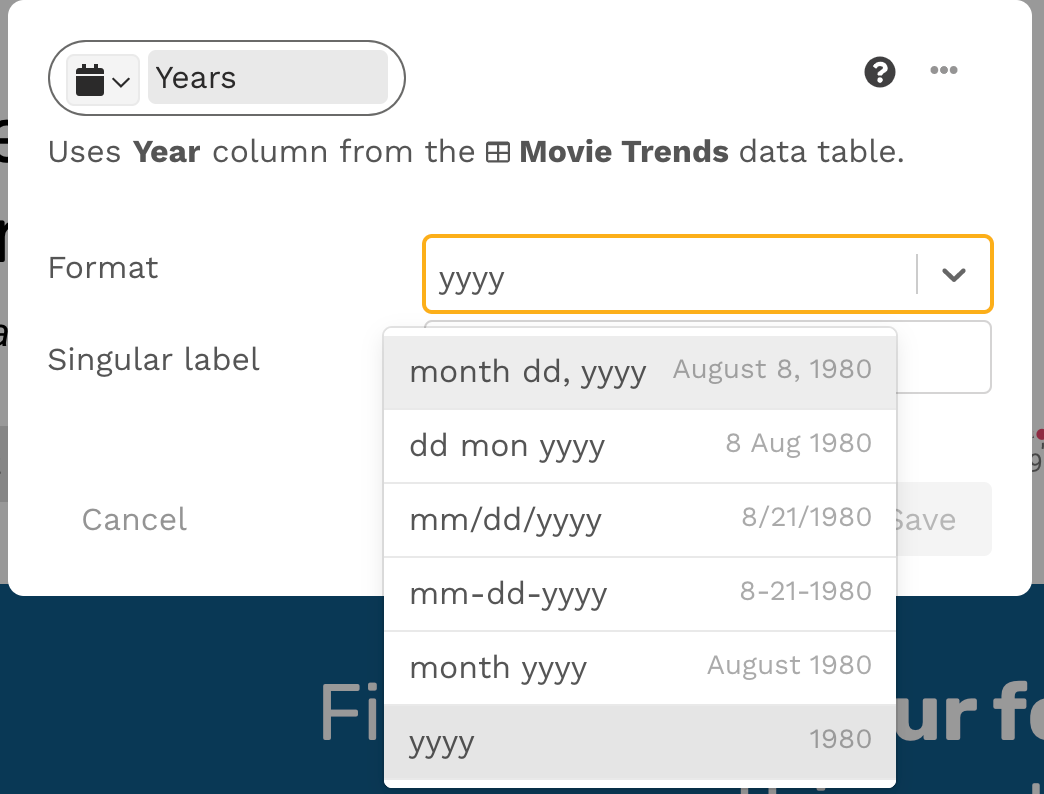 Years
Uses Year column from the Movie Trends data table.
Format
yyyy
Singular label
month dd, yyyy August 8, 1980
dd mon yyyy 8 Aug 1980
mm/dd/yyyy 8/21/1980
mm-dd-yyyy 8-21-1980
month yyyy August 1980
yyyy 1980
Cancel
Save